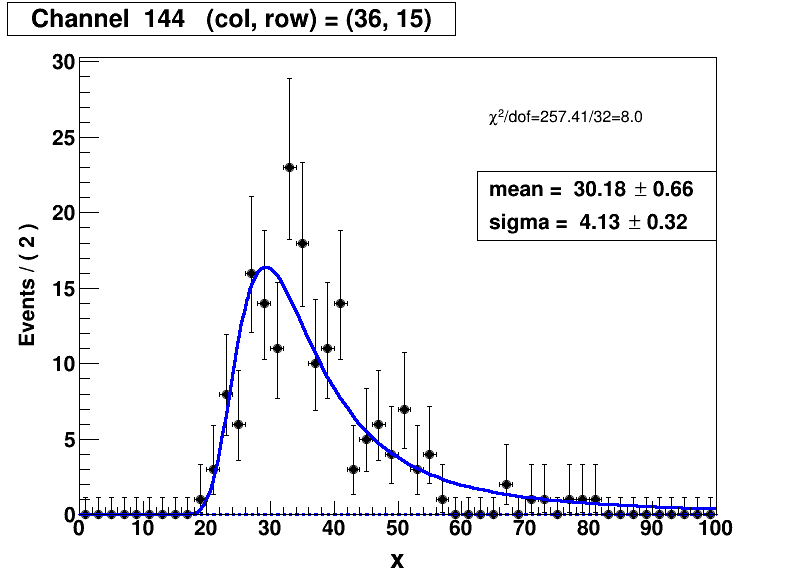 Channel 144 (col, row) = (36, 15)
χ²/dof=257.41/32=8.0
mean = 30.18 ± 0.66
sigma = 4.13 ± 0.32
Events / ( 2 )
30
25
20
15
10
5
0
0 10 20 30 40 50 60 70 80 90 100
x